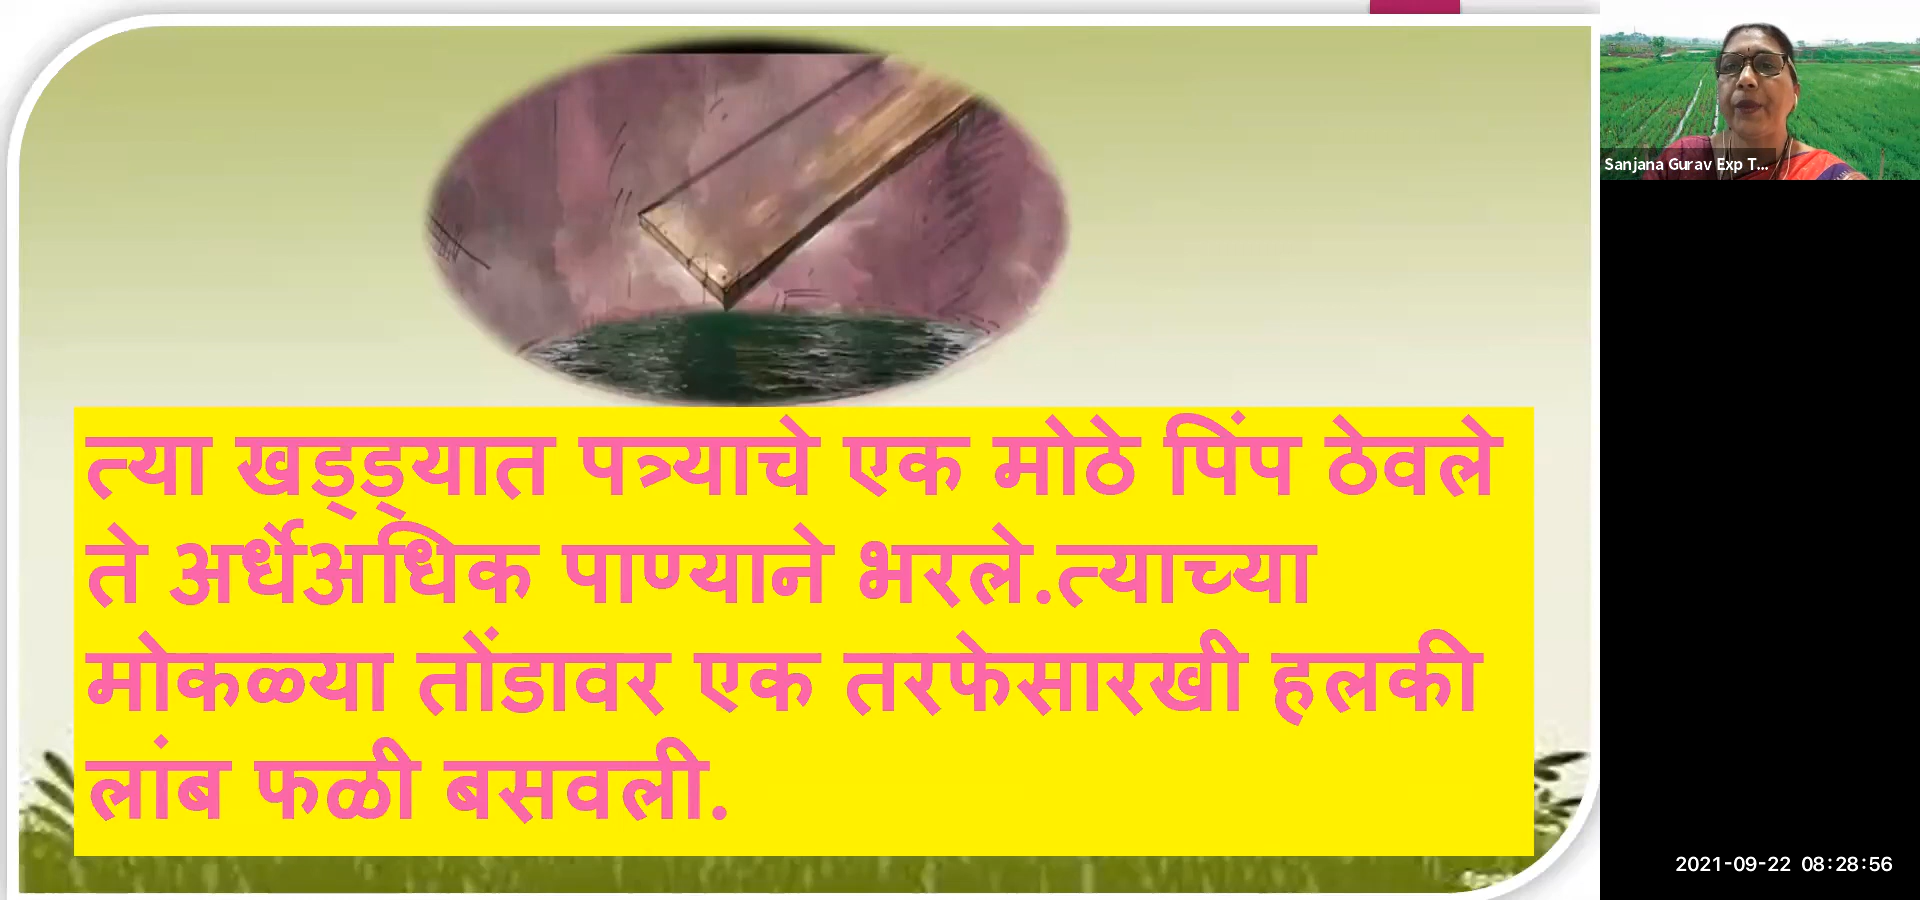 त्या खड्ड्यात पत्र्याचे एक मोठे पिंप ठेवले
ते अर्धेअधिक पाण्याने भरले.त्याच्या
मोकळ्या तोंडावर एक तरफेसारखी हलकी
लांब फळी बसवली.
Sanjana Gurav Exp T...
2021-09-22 08:28:56